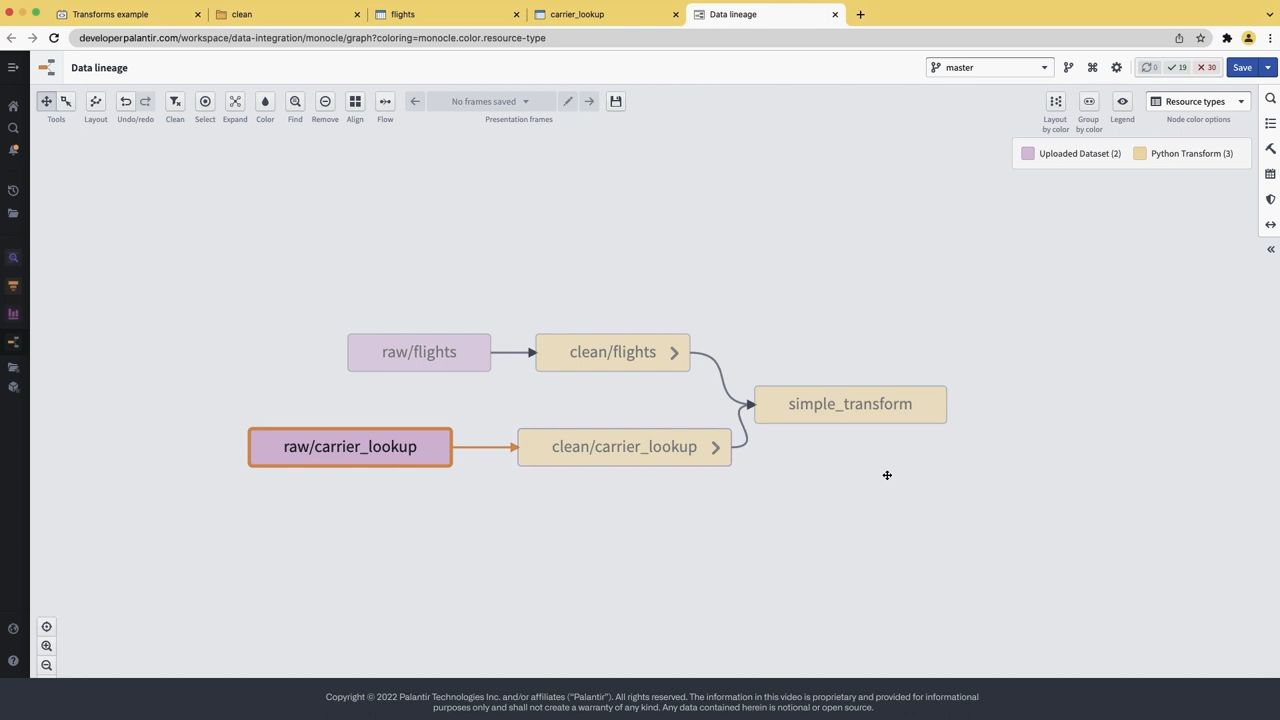 Transforms example
clean
flights
carrier_lookup
Data lineage
developerpalantir.com/workspace/data-integration/monocle/graph?coloring=monocle.color.resource-type
Data lineage
master
0
19
30
Save
Tools
Layout
Undo/redo
Clean
Select
Expand
Color
Find
Remove
Align
Flow
No frames saved
Presentation frames
Layout by color
Group by color
Legend
Resource types
Node color options
Uploaded Dataset (2)
Python Transform (3)
raw/flights
clean/flights
simple_transform
raw/carrier_lookup
clean/carrier_lookup
Copyright © 2022 Palantir Technologies Inc. and/or affiliates (“Palantir”). All rights reserved. The information in this video is proprietary and provided for informational
purposes only and shall not create a warranty of any kind. Any data contained herein is notional or open source.